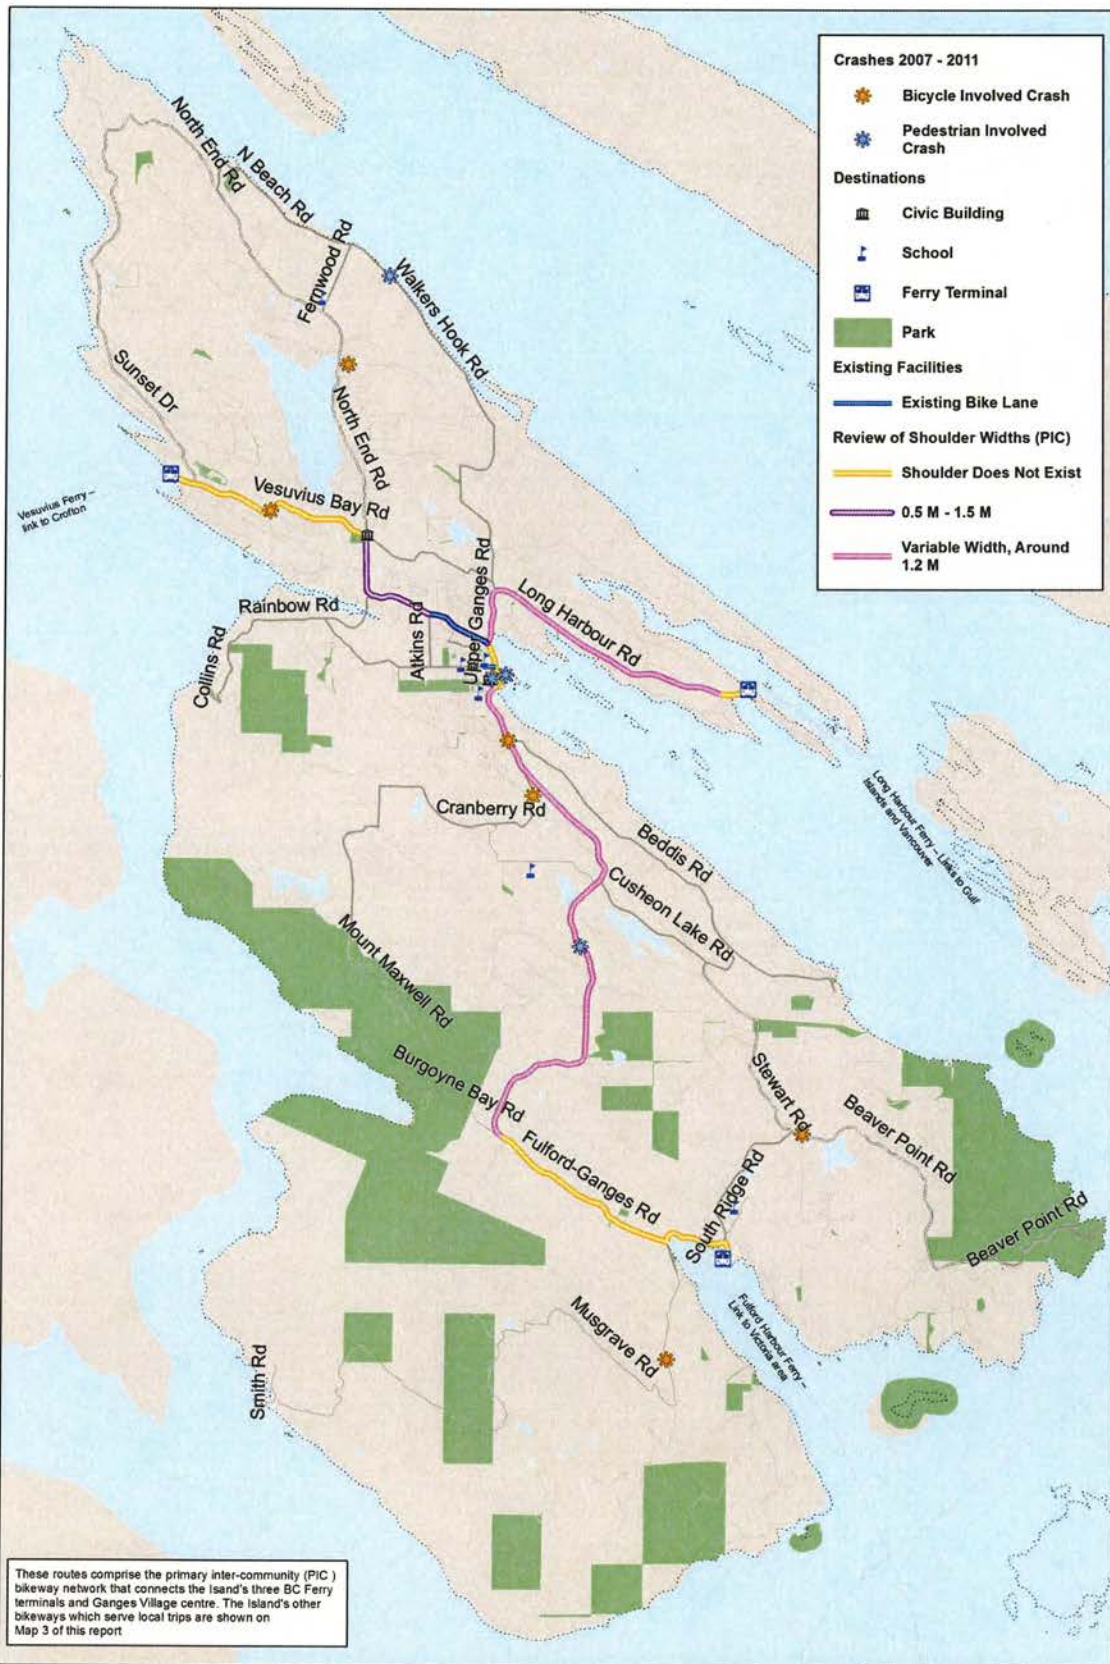 Crashes 2007 - 2011
Bicycle Involved Crash
Pedestrian Involved
Crash
Destinations
Civic Building
School
Ferry Terminal
Park
Existing Facilities
Existing Bike Lane
Review of Shoulder Widths (PIC)
Shoulder Does Not Exist
0.5 M - 1.5 M
Variable Width, Around
1.2 M
North End Rd
N Beach Rd
Fernwood Rd
Walkers Hook Rd
Sunset Dr
North End Rd
Vesuvius Bay Rd
Vesuvius Ferry –
link to Crofton
Upper Ganges Rd
Long Harbour Rd
Rainbow Rd
Atkins Rd
Collins Rd
Long Harbour Ferry – Links to Gulf
Islands and Vancouver
Cranberry Rd
Beddis Rd
Cusheon Lake Rd
Mount Maxwell Rd
Burgoyne Bay Rd
Stewart Rd
Beaver Point Rd
Fulford-Ganges Rd
South Ridge Rd
Beaver Point Rd
Musgrave Rd
Fulford Harbour Ferry –
Link to Victoria area
Smith Rd
These routes comprise the primary inter-community (PIC )
bikeway network that connects the Isand's three BC Ferry
terminals and Ganges Village centre. The Island's other
bikeways which serve local trips are shown on
Map 3 of this report